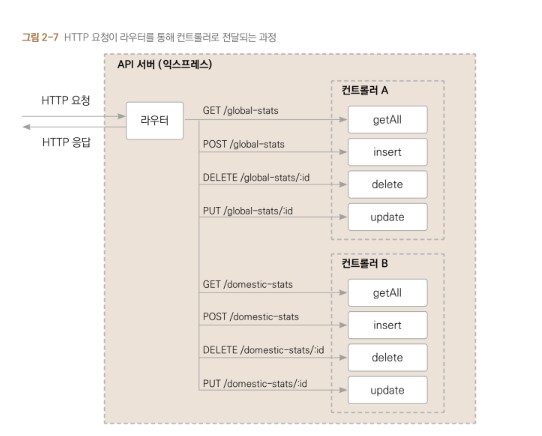 그림 2-7 HTTP 요청이 라우터를 통해 컨트롤러로 전달되는 과정
API 서버 (익스프레스)
HTTP 요청
HTTP 응답
라우터
컨트롤러 A
GET /global-stats
getAll
POST /global-stats
insert
DELETE /global-stats/:id
delete
PUT /global-stats/:id
update
컨트롤러 B
GET /domestic-stats
getAll
POST /domestic-stats
insert
DELETE /domestic-stats/:id
delete
PUT /domestic-stats/:id
update